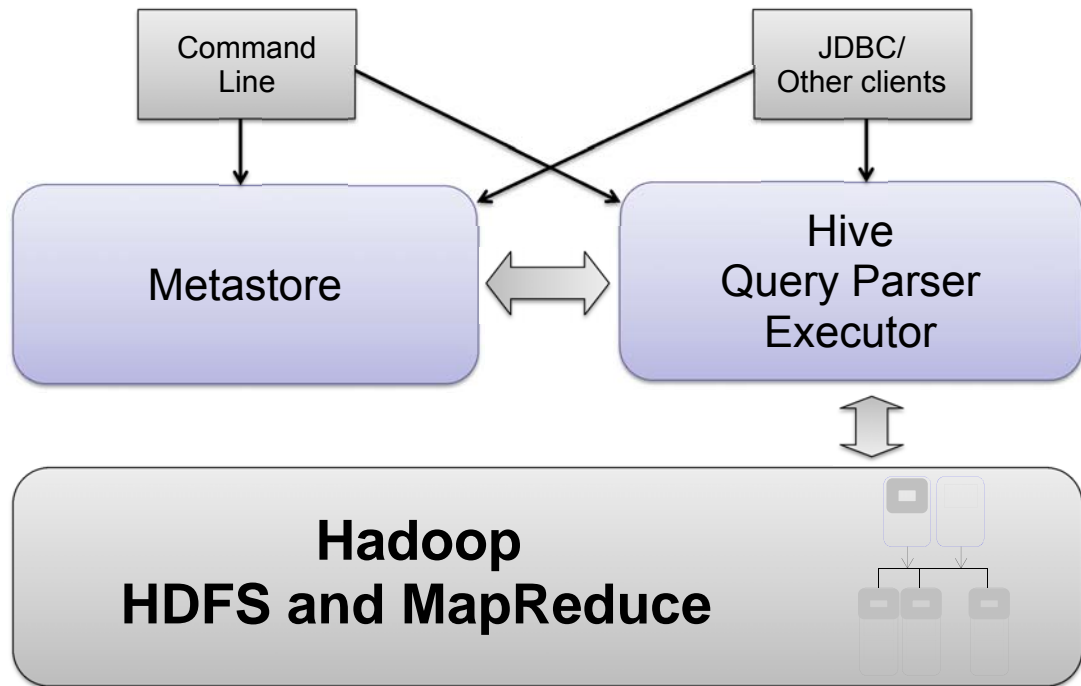 Command
Line
JDBC/
Other clients
Metastore
Hive
Query Parser
Executor
Hadoop
HDFS and MapReduce